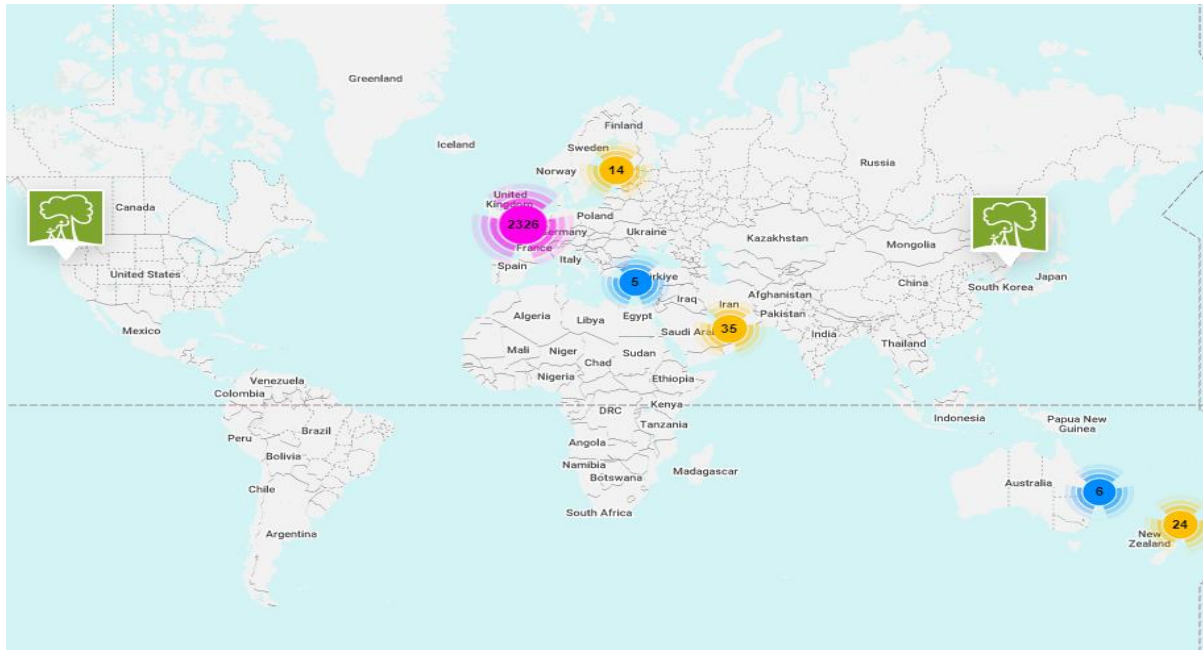 Greenland
Finland
Iceland
Sweden
Norway
14
Russia
United
Kingdom
Canada
2326
Poland
Germany
Ukraine
Kazakhstan
Mongolia
France
Italy
Spain
United States
5
Türkiye
China
South Korea
Japan
Iraq
Iran
Afghanistan
Pakistan
Algeria
Libya
Egypt
Saudi Arabia
35
India
Mexico
Mali
Niger
Chad
Sudan
Thailand
Nigeria
Ethiopia
Venezuela
Colombia
DRC
Kenya
Tanzania
Indonesia
Papua New
Guinea
Peru
Brazil
Bolivia
Angola
Namibia
Botswana
Madagascar
Chile
South Africa
Australia
6
24
New
Zealand
Argentina